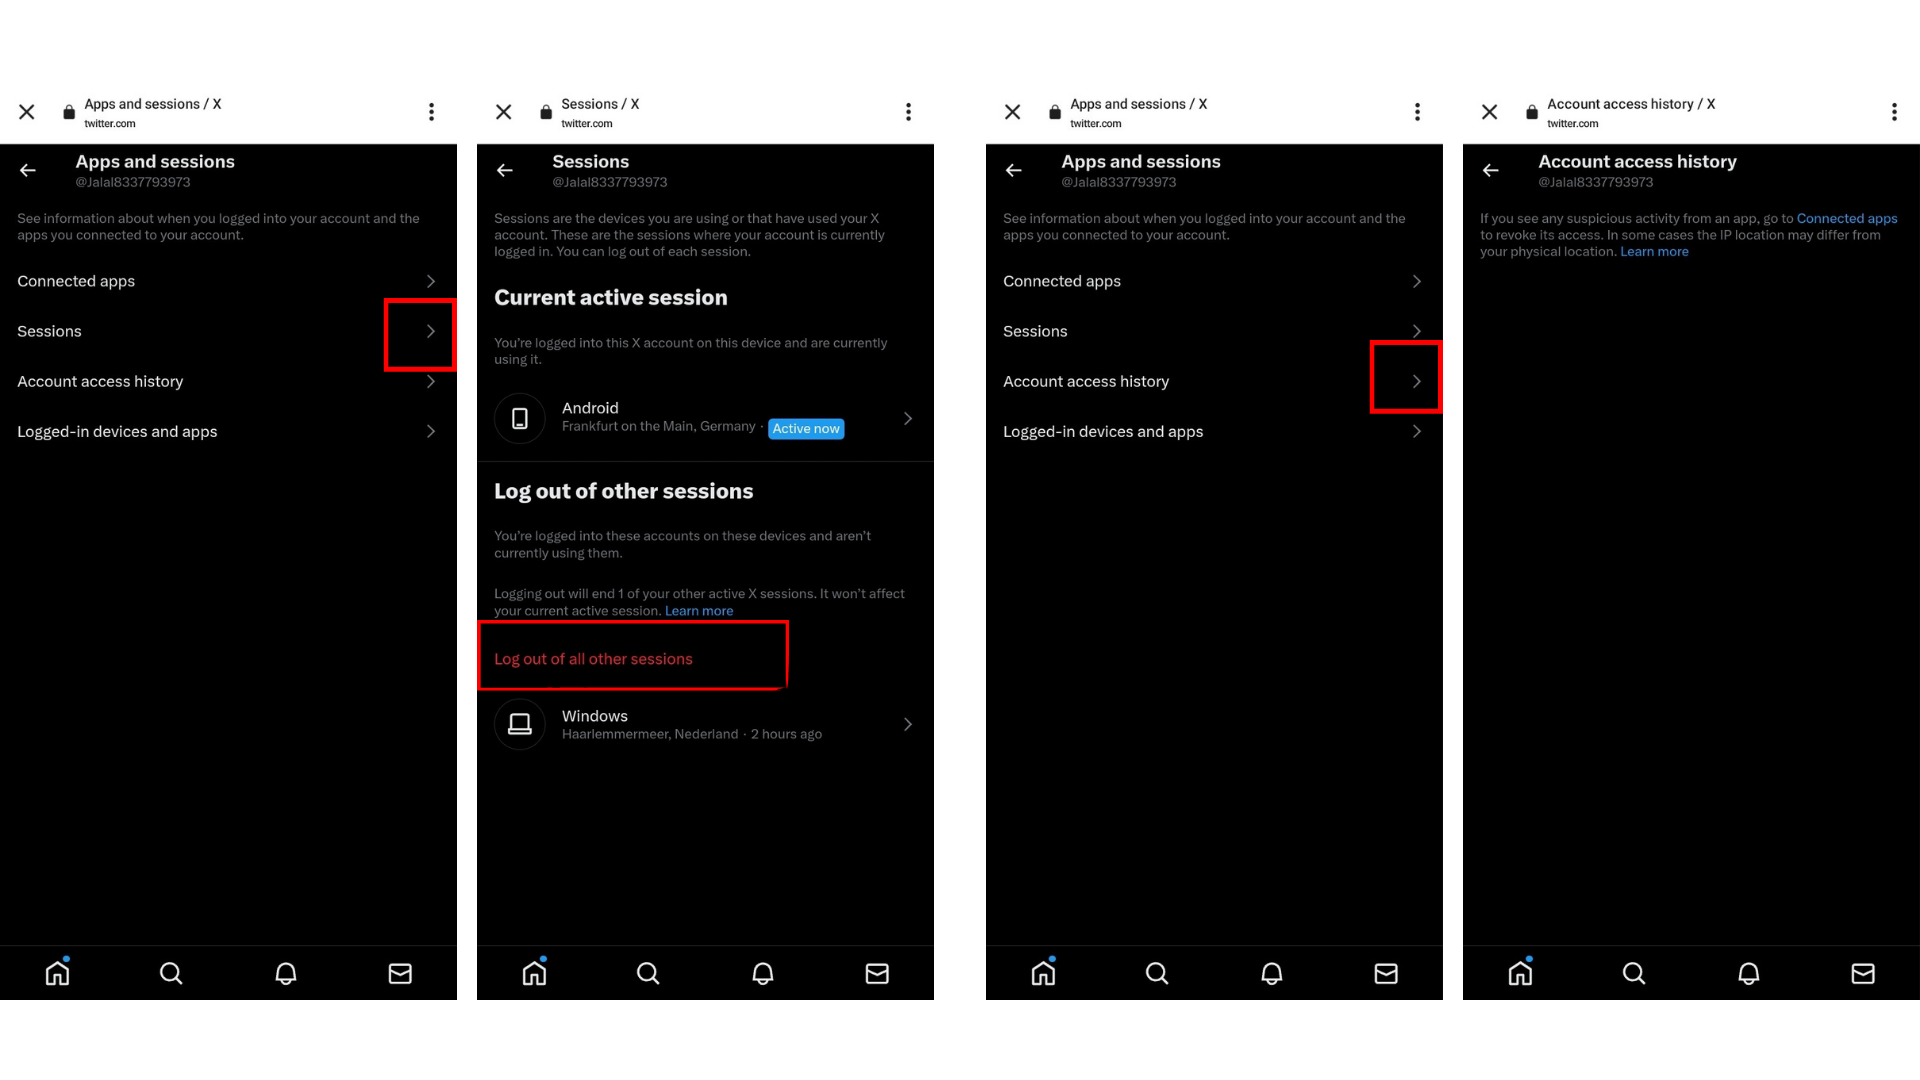 Apps and sessions / X
twitter.com
Apps and sessions
@Jalal8337793973
See information about when you logged into your account and the
apps you connected to your account.
Connected apps
Sessions
Account access history
Logged-in devices and apps
Sessions / X
twitter.com
Sessions
@Jalal8337793973
Sessions are the devices you are using or that have used your X
account. These are the sessions where your account is currently
logged in. You can log out of each session.
Current active session
You're logged into this X account on this device and are currently
using it.
Android
Frankfurt on the Main, Germany · Active now
Log out of other sessions
You're logged into these accounts on these devices and aren't
currently using them.
Logging out will end 1 of your other active X sessions. It won't affect
your current active session. Learn more
Log out of all other sessions
Windows
Haarlemmermeer, Nederland · 2 hours ago
Apps and sessions / X
twitter.com
Apps and sessions
@Jalal8337793973
See information about when you logged into your account and the
apps you connected to your account.
Connected apps
Sessions
Account access history
Logged-in devices and apps
Account access history / X
twitter.com
Account access history
@Jalal8337793973
If you see any suspicious activity from an app, go to Connected apps
to revoke its access. In some cases the IP location may differ from
your physical location. Learn more